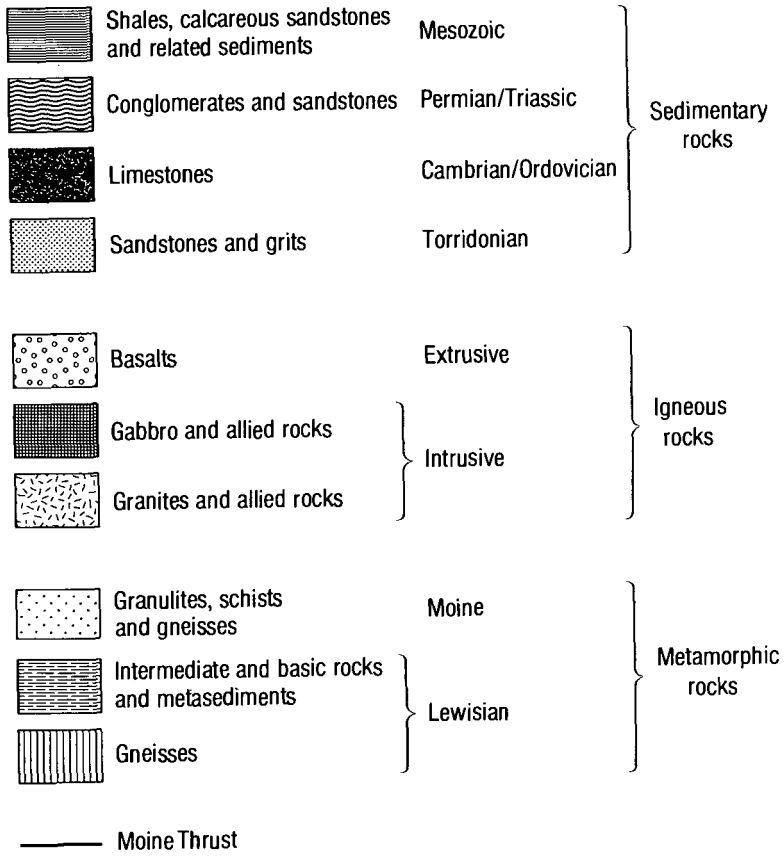 Shales, calcareous sandstones
and related sediments
Mesozoic
Conglomerates and sandstones
Permian/Triassic
Sedimentary
rocks
Limestones
Cambrian/Ordovician
Sandstones and grits
Torridonian
Basalts
Extrusive
Gabbro and allied rocks
Igneous
rocks
Intrusive
Granites and allied rocks
Granulites, schists
and gneisses
Moine
Intermediate and basic rocks
and metasediments
Metamorphic
rocks
Lewisian
Gneisses
Moine Thrust